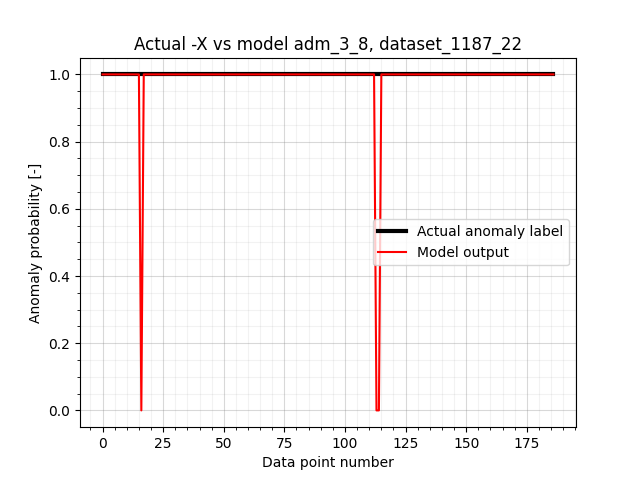 Actual -X vs model adm_3_8, dataset_1187_22
1.0
0.8
0.6
0.4
0.2
0.0
Anomaly probability [-]
Actual anomaly label
Model output
0 25 50 75 100 125 150 175
Data point number